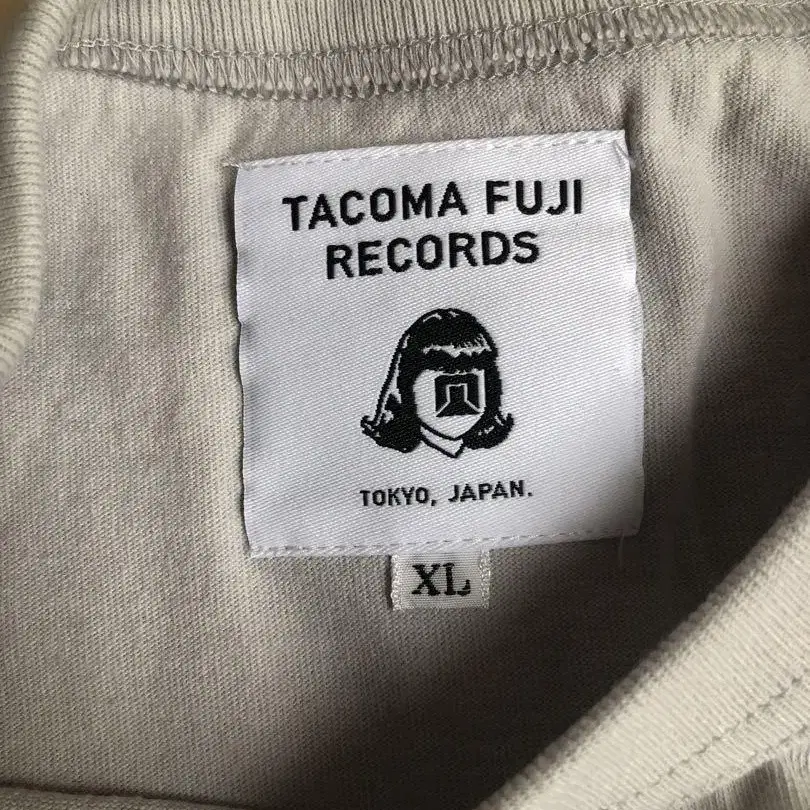 TACOMA FUJI
RECORDS
TOKYO, JAPAN.
XL